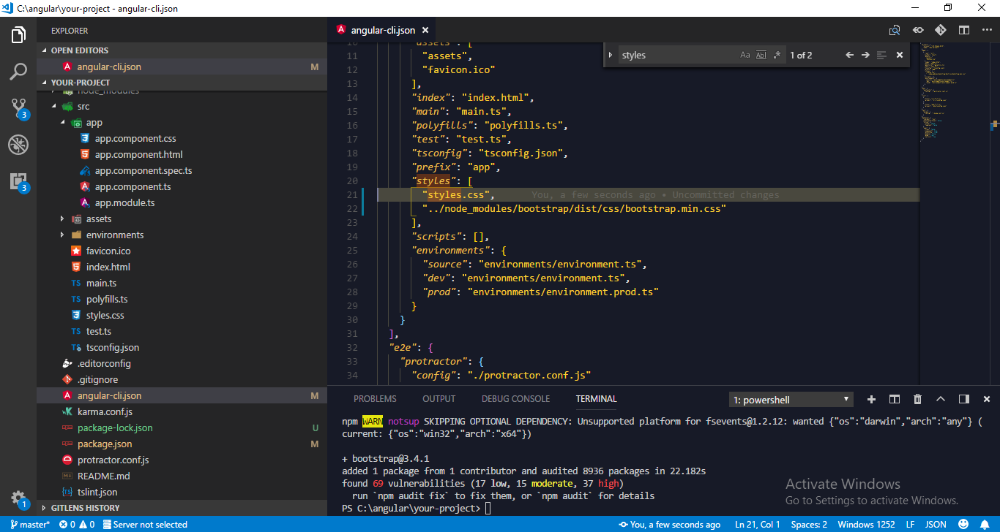 C:\angular\your-project - angular-cli.json
EXPLORER
OPEN EDITORS
angular-cli.json M
YOUR-PROJECT
node_modules
src
app
app.component.css
app.component.html
app.component.spec.ts
app.component.ts
app.module.ts
assets
environments
favicon.ico
index.html
TS main.ts
TS polyfills.ts
styles.css
TS test.ts
TS tsconfig.json
.editorconfig
.gitignore
angular-cli.json M
karma.conf.js
package-lock.json U
package.json M
protractor.conf.js
README.md
tslint.json
GITLENS HISTORY
3
3
1
angular-cli.json
styles Aa Abl .* 1 of 2
10 "assets": [
11 "assets",
12 "favicon.ico"
13 ],
14 "index": "index.html",
15 "main": "main.ts",
16 "polyfills": "polyfills.ts",
17 "test": "test.ts",
18 "tsconfig": "tsconfig.json",
19 "prefix": "app",
20 "styles": [
21 "styles.css", You, a few seconds ago • Uncommitted changes
22 "../node_modules/bootstrap/dist/css/bootstrap.min.css"
23 ],
24 "scripts": [],
25 "environments": {
26 "source": "environments/environment.ts",
27 "dev": "environments/environment.ts",
28 "prod": "environments/environment.prod.ts"
29 }
30 }
31 ],
32 "e2e": {
33 "protractor": {
34 "config": "./protractor.conf.js"
PROBLEMS OUTPUT DEBUG CONSOLE TERMINAL 1: powershell
npm WARN notsup SKIPPING OPTIONAL DEPENDENCY: Unsupported platform for fsevents@1.2.12: wanted {"os":"darwin","arch":"any"} (
current: {"os":"win32","arch":"x64"})
+ bootstrap@3.4.1
added 1 package from 1 contributor and audited 8936 packages in 22.182s
found 69 vulnerabilities (17 low, 15 moderate, 37 high)
run `npm audit fix` to fix them, or `npm audit` for details
PS C:\angular\your-project>
Activate Windows
Go to Settings to activate Windows.
master* 0 0 Server not selected You, a few seconds ago Ln 21, Col 1 Spaces: 2 Windows 1252 LF JSON